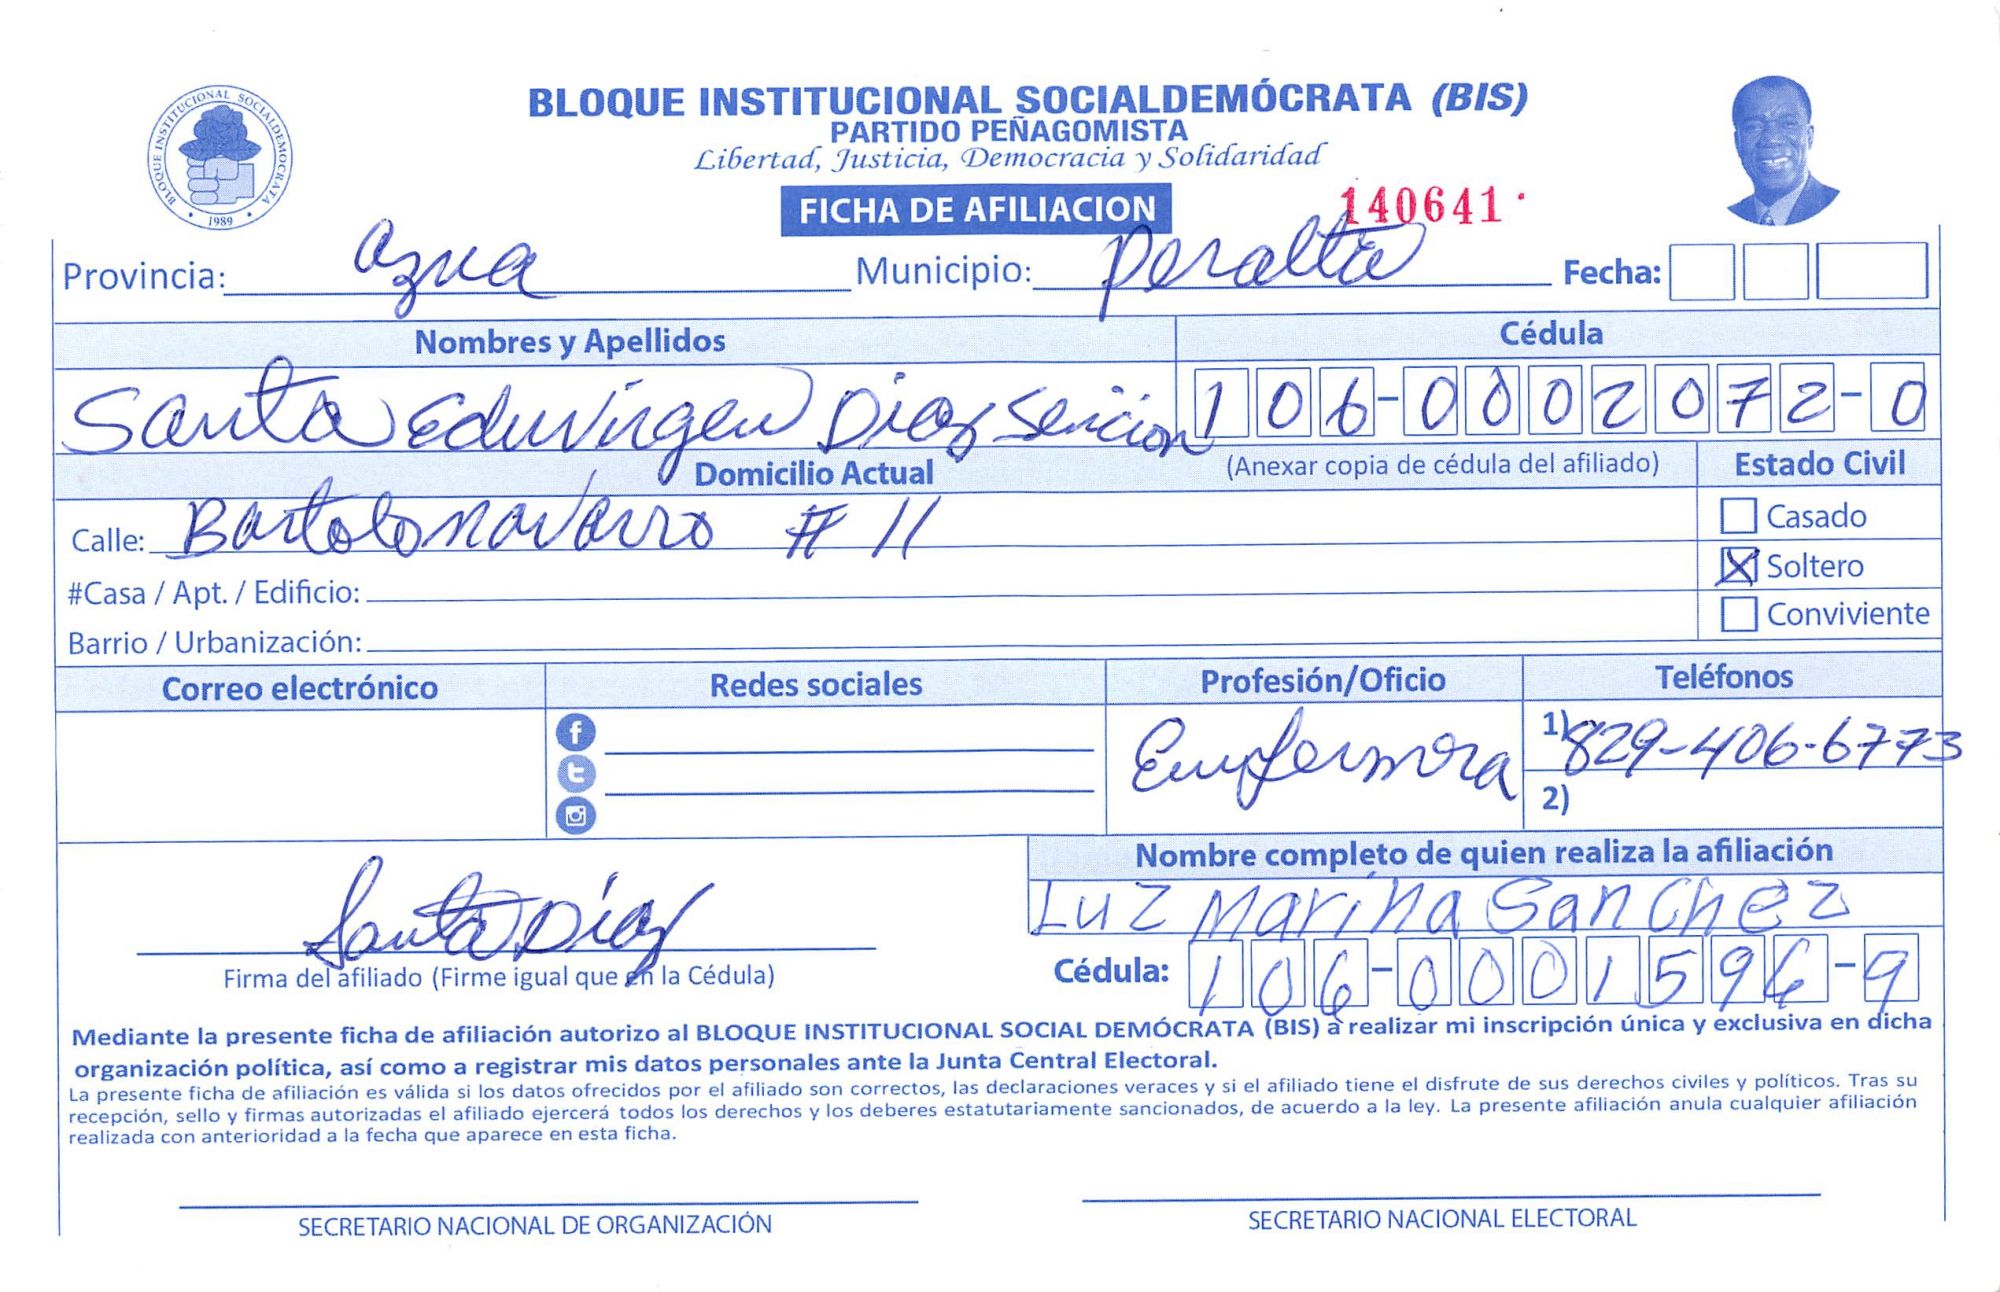 BLOQUE INSTITUCIONAL SOCIALDEMOCRATA
1989
BLOQUE INSTITUCIONAL SOCIALDEMÓCRATA (BIS)
PARTIDO PEÑAGOMISTA
Libertad, Justicia, Democracia y Solidaridad
FICHA DE AFILIACION
140641
Provincia: Azua Municipio: Peralta Fecha:
Nombres y Apellidos Cédula
Santa Eduvirgen Diaz Sencion 106-0002072-0
Domicilio Actual (Anexar copia de cédula del afiliado) Estado Civil
Calle: Bartolo navarro # 11 Casado
#Casa / Apt. / Edificio: Soltero
Barrio / Urbanización: Conviviente
Correo electrónico Redes sociales Profesión/Oficio Teléfonos
Enfermera 1) 829-406-6773
2)
Nombre completo de quien realiza la afiliación
Luz Mariña Sanchez
Santa Díaz
Firma del afiliado (Firme igual que en la Cédula) Cédula: 106-0001596-9
Mediante la presente ficha de afiliación autorizo al BLOQUE INSTITUCIONAL SOCIAL DEMÓCRATA (BIS) a realizar mi inscripción única y exclusiva en dicha
organización política, así como a registrar mis datos personales ante la Junta Central Electoral.
La presente ficha de afiliación es válida si los datos ofrecidos por el afiliado son correctos, las declaraciones veraces y si el afiliado tiene el disfrute de sus derechos civiles y políticos. Tras su
recepción, sello y firmas autorizadas el afiliado ejercerá todos los derechos y los deberes estatutariamente sancionados, de acuerdo a la ley. La presente afiliación anula cualquier afiliación
realizada con anterioridad a la fecha que aparece en esta ficha.
SECRETARIO NACIONAL DE ORGANIZACIÓN SECRETARIO NACIONAL ELECTORAL